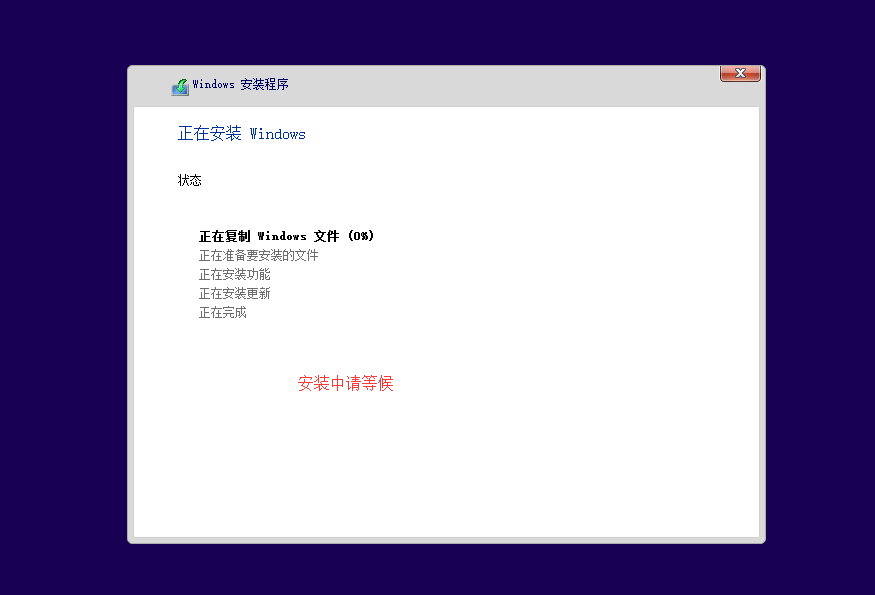 Windows 安装程序
正在安装 Windows
状态
正在复制 Windows 文件 (0%)
正在准备要安装的文件
正在安装功能
正在安装更新
正在完成
安装中请等候